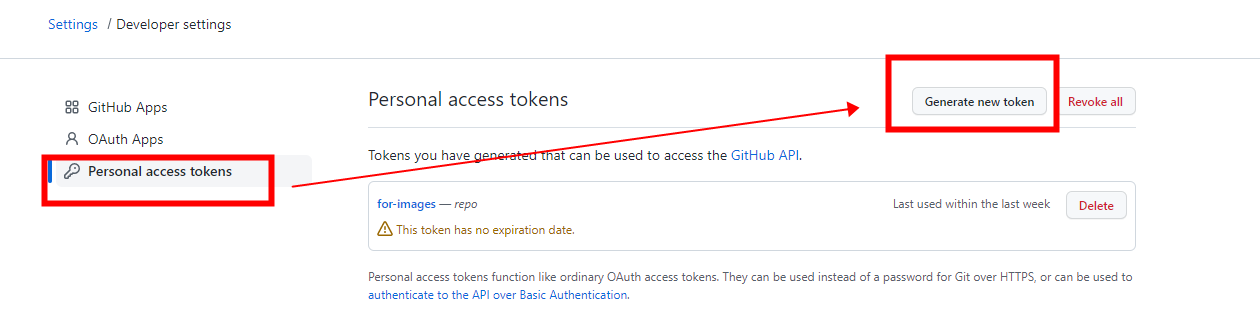 Settings / Developer settings
GitHub Apps
OAuth Apps
Personal access tokens
Personal access tokens
Generate new token
Revoke all
Tokens you have generated that can be used to access the GitHub API.
for-images — repo
Last used within the last week
Delete
This token has no expiration date.
Personal access tokens function like ordinary OAuth access tokens. They can be used instead of a password for Git over HTTPS, or can be used to
authenticate to the API over Basic Authentication.